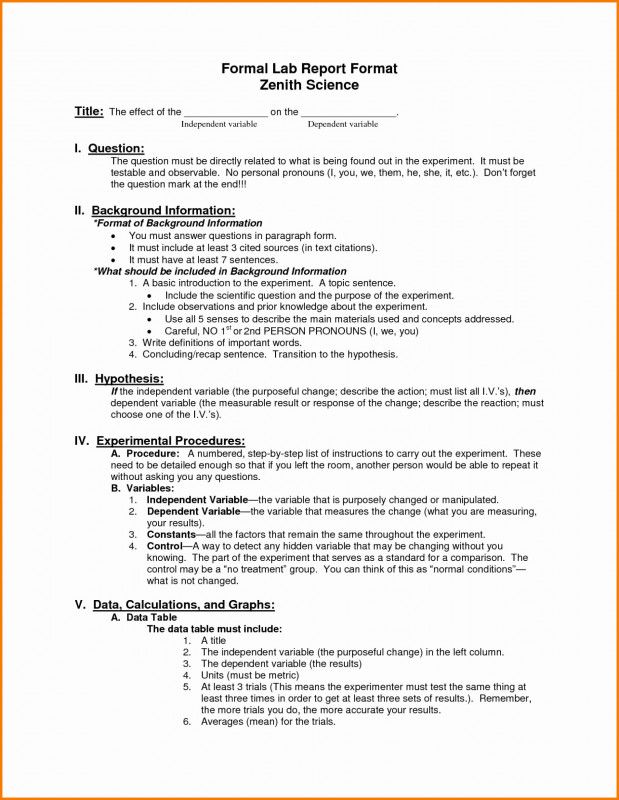 Formal Lab Report Format
Zenith Science
Title: The effect of the _______________ on the _________________.
Independent variable Dependent variable
I. Question:
The question must be directly related to what is being found out in the experiment. It must be
testable and observable. No personal pronouns (I, you, we, them, he, she, it, etc.). Don't forget
the question mark at the end!!!
II. Background Information:
*Format of Background Information
• You must answer questions in paragraph form.
• It must include at least 3 cited sources (in text citations).
• It must have at least 7 sentences.
*What should be included in Background Information
1. A basic introduction to the experiment. A topic sentence.
• Include the scientific question and the purpose of the experiment.
2. Include observations and prior knowledge about the experiment.
• Use all 5 senses to describe the main materials used and concepts addressed.
• Careful, NO 1st or 2nd PERSON PRONOUNS (I, we, you)
3. Write definitions of important words.
4. Concluding/recap sentence. Transition to the hypothesis.
III. Hypothesis:
If the independent variable (the purposeful change; describe the action; must list all I.V.'s), then
dependent variable (the measurable result or response of the change; describe the reaction; must
choose one of the I.V.'s).
IV. Experimental Procedures:
A. Procedure: A numbered, step-by-step list of instructions to carry out the experiment. These
need to be detailed enough so that if you left the room, another person would be able to repeat it
without asking you any questions.
B. Variables:
1. Independent Variable—the variable that is purposely changed or manipulated.
2. Dependent Variable—the variable that measures the change (what you are measuring,
your results).
3. Constants—all the factors that remain the same throughout the experiment.
4. Control—A way to detect any hidden variable that may be changing without you
knowing. The part of the experiment that serves as a standard for a comparison. The
control may be a "no treatment" group. You can think of this as "normal conditions"—
what is not changed.
V. Data, Calculations, and Graphs:
A. Data Table
The data table must include:
1. A title
2. The independent variable (the purposeful change) in the left column.
3. The dependent variable (the results)
4. Units (must be metric)
5. At least 3 trials (This means the experimenter must test the same thing at
least three times in order to get at least three sets of results.). Remember,
the more trials you do, the more accurate your results.
6. Averages (mean) for the trials.